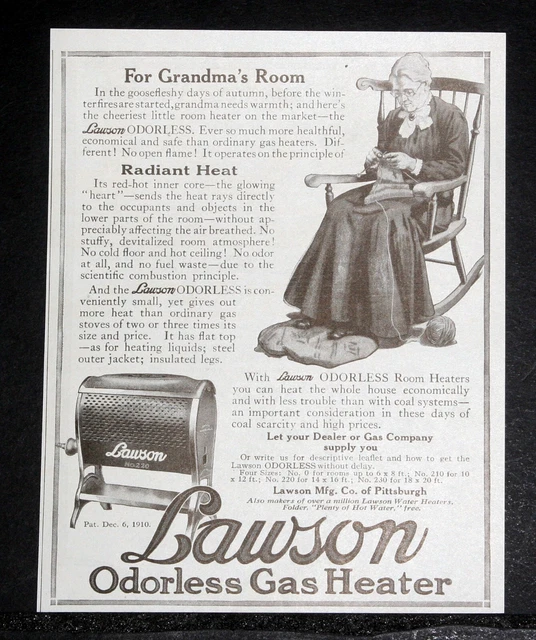 For Grandma's Room
In the goosefleshy days of autumn, before the win-
terfires are started, grandma needs warmth; and here's
the cheeriest little room heater on the market—the
Lawson ODORLESS. Ever so much more healthful,
economical and safe than ordinary gas heaters. Dif-
ferent! No open flame! It operates on the principle of
Radiant Heat
Its red-hot inner core—the glowing
"heart"—sends the heat rays directly
to the occupants and objects in the
lower parts of the room—without ap-
preciably affecting the air breathed. No
stuffy, devitalized room atmosphere!
No cold floor and hot ceiling! No odor
at all, and no fuel waste—due to the
scientific combustion principle.
And the Lawson ODORLESS is con-
veniently small, yet gives out
more heat than ordinary gas
stoves of two or three times its
size and price. It has flat top
—as for heating liquids; steel
outer jacket; insulated legs.
With Lawson ODORLESS Room Heaters
you can heat the whole house economically
and with less trouble than with coal systems—
an important consideration in these days of
coal scarcity and high prices.
Let your Dealer or Gas Company
supply you
Or write us for descriptive leaflet and how to get the
Lawson ODORLESS without delay.
Four Sizes: No. 0 for rooms up to 6 x 8 ft.; No. 210 for 10
x 12 ft.; No. 220 for 14 x 16 ft.; No. 230 for 18 x 20 ft.
Lawson Mfg. Co. of Pittsburgh
Also makers of over a million Lawson Water Heaters.
Folder, "Plenty of Hot Water," free.
Lawson
No. 220
Pat. Dec. 6, 1910.
Lawson
Odorless Gas Heater